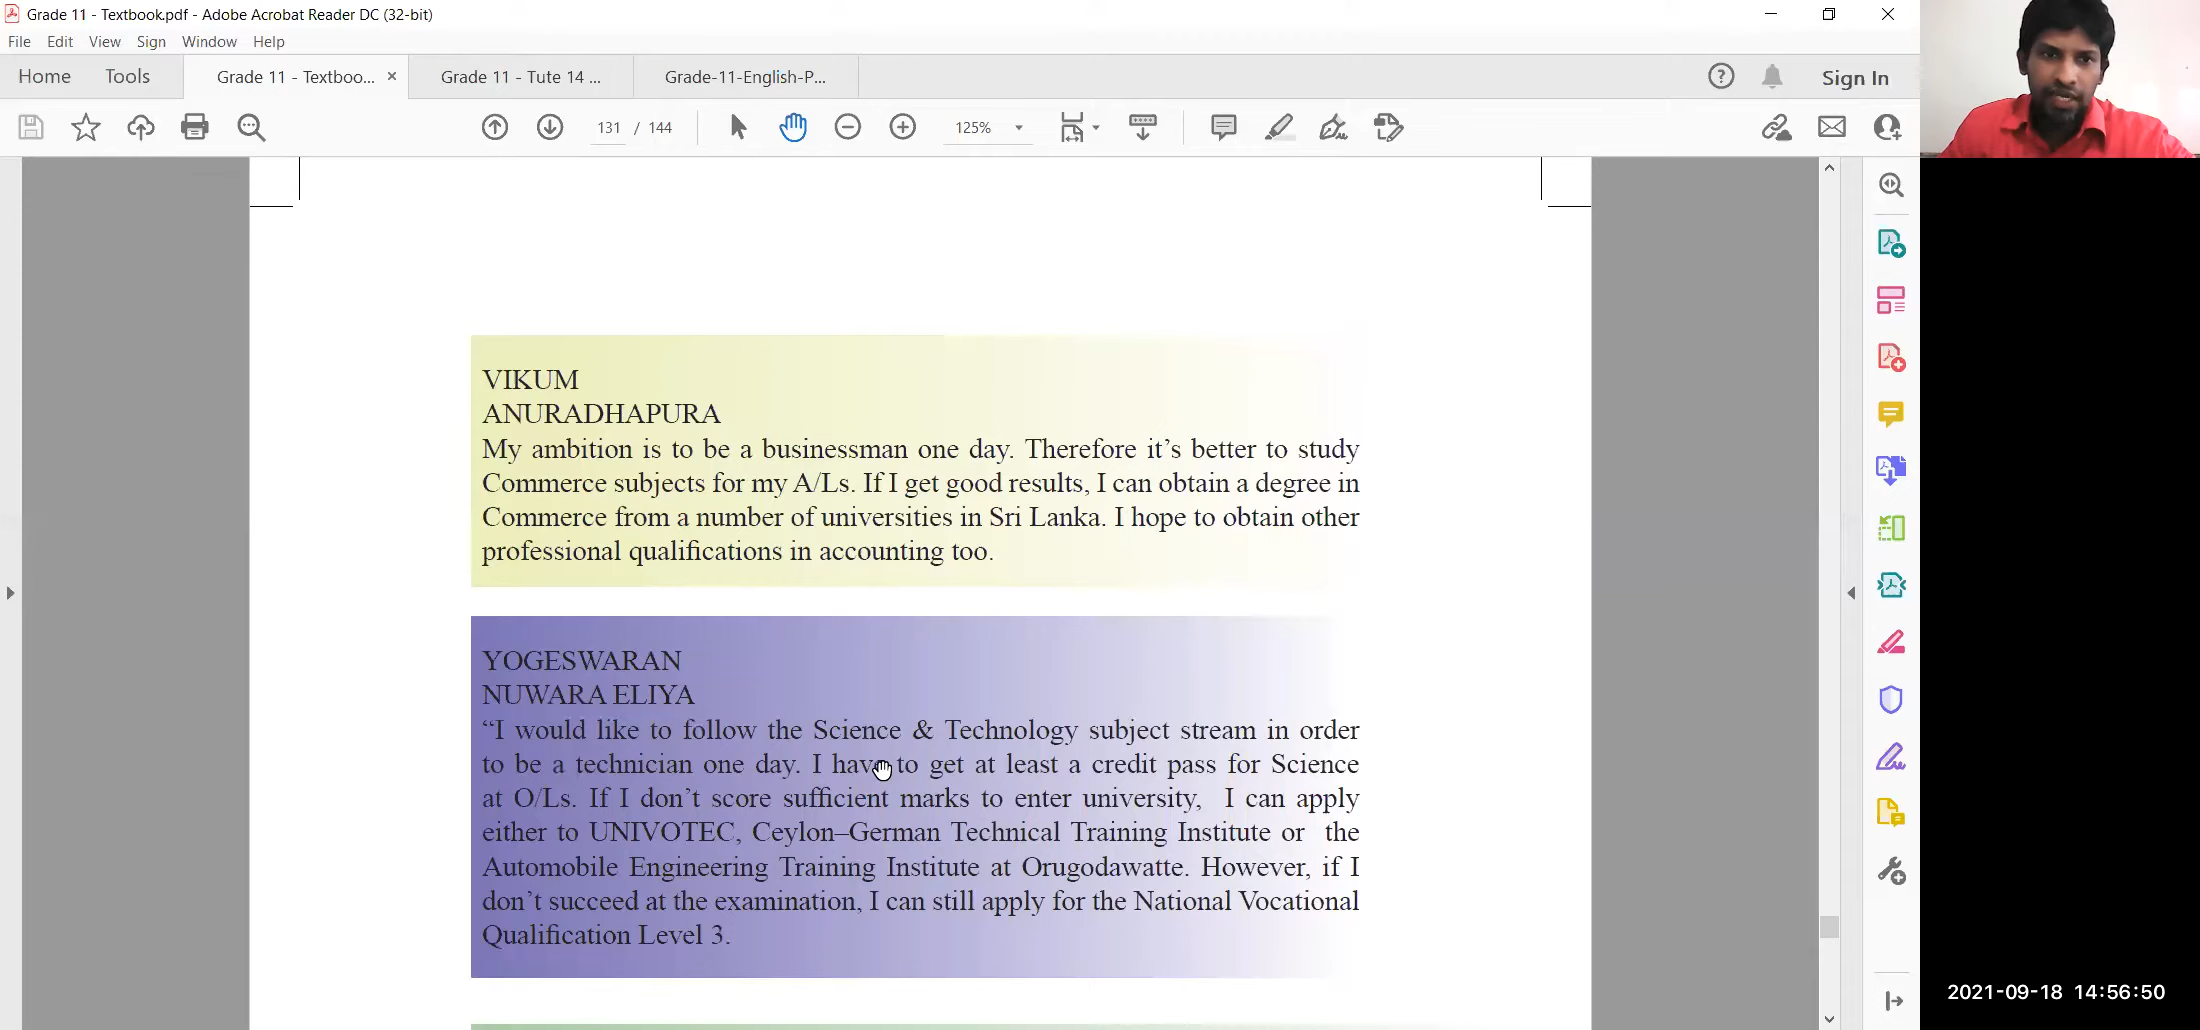 Grade 11 - Textbook.pdf - Adobe Acrobat Reader DC (32-bit)
File Edit View Sign Window Help
Home Tools Grade 11 - Textboo... × Grade 11 - Tute 14 ... Grade-11-English-P... Sign In
131 / 144 125%
VIKUM
ANURADHAPURA
My ambition is to be a businessman one day. Therefore it's better to study
Commerce subjects for my A/Ls. If I get good results, I can obtain a degree in
Commerce from a number of universities in Sri Lanka. I hope to obtain other
professional qualifications in accounting too.
YOGESWARAN
NUWARA ELIYA
“I would like to follow the Science & Technology subject stream in order
to be a technician one day. I have to get at least a credit pass for Science
at O/Ls. If I don’t score sufficient marks to enter university, I can apply
either to UNIVOTEC, Ceylon–German Technical Training Institute or the
Automobile Engineering Training Institute at Orugodawatte. However, if I
don’t succeed at the examination, I can still apply for the National Vocational
Qualification Level 3.
2021-09-18 14:56:50